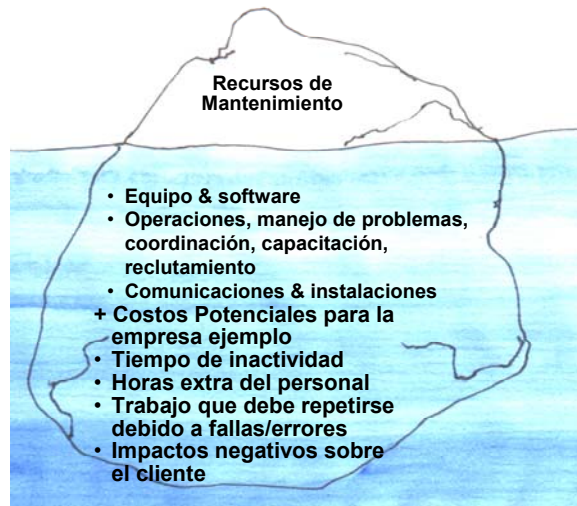 Recursos de
Mantenimiento
• Equipo & software
• Operaciones, manejo de problemas,
coordinación, capacitación,
reclutamiento
• Comunicaciones & instalaciones
+ Costos Potenciales para la
empresa ejemplo
• Tiempo de inactividad
• Horas extra del personal
• Trabajo que debe repetirse
debido a fallas/errores
• Impactos negativos sobre
el cliente